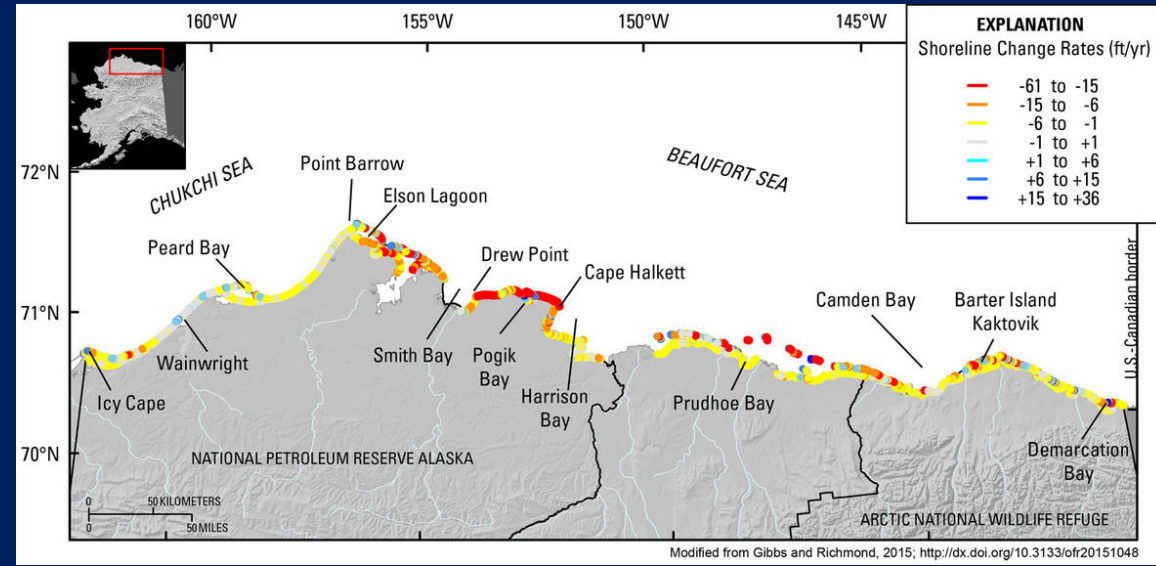 160°W
155°W
150°W
145°W
EXPLANATION
Shoreline Change Rates (ft/yr)
-61 to -15
-15 to -6
-6 to -1
-1 to +1
+1 to +6
+6 to +15
+15 to +36
72°N
71°N
70°N
CHUKCHI SEA
BEAUFORT SEA
Point Barrow
Elson Lagoon
Peard Bay
Drew Point
Cape Halkett
Camden Bay
Barter Island
Kaktovik
U.S.-Canadian border
Wainwright
Smith Bay
Pogik
Bay
Harrison
Bay
Prudhoe Bay
Icy Cape
Demarcation
Bay
NATIONAL PETROLEUM RESERVE ALASKA
ARCTIC NATIONAL WILDLIFE REFUGE
0 50 KILOMETERS
0 50 MILES
Modified from Gibbs and Richmond, 2015; http://dx.doi.org/10.3133/ofr20151048